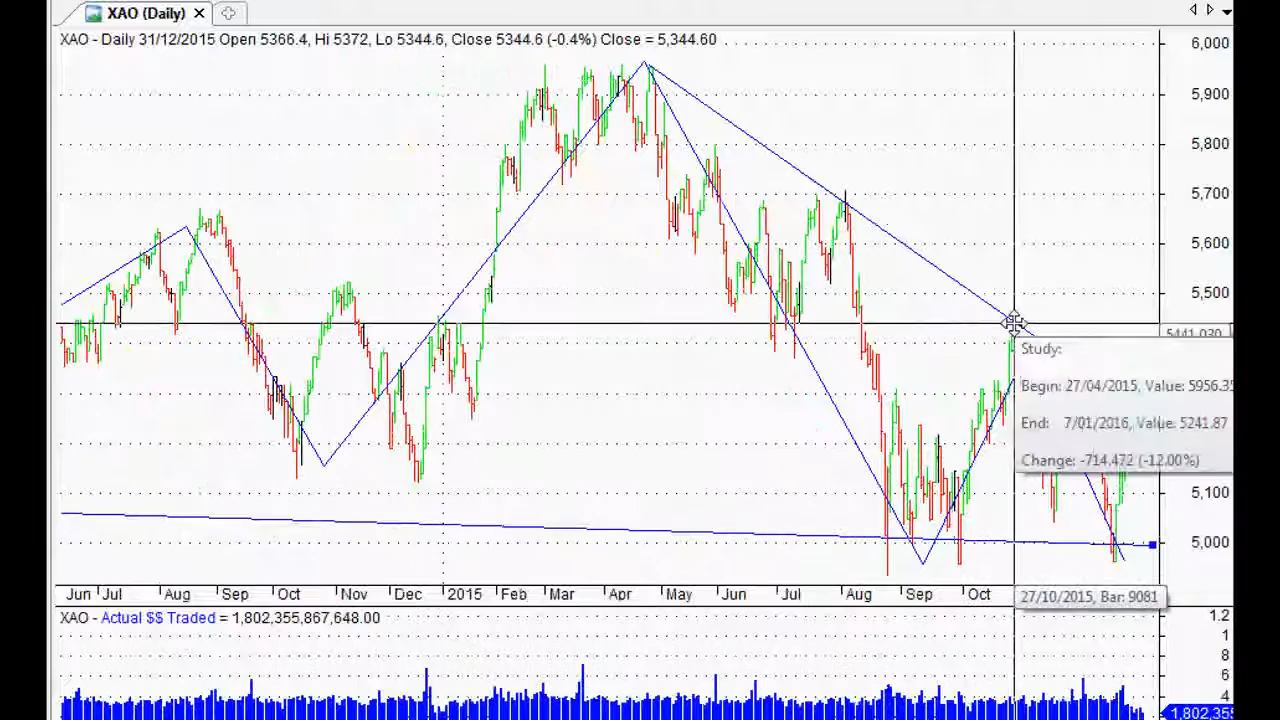 XAO (Daily)
XAO - Daily 31/12/2015 Open 5366.4, Hi 5372, Lo 5344.6, Close 5344.6 (-0.4%) Close = 5,344.60
6,000
5,900
5,800
5,700
5,600
5,500
5441.030
Study:
Begin: 27/04/2015, Value: 5956.35
End: 7/01/2016, Value: 5241.87
Change: -714.472 (-12.00%)
5,100
5,000
Jun Jul Aug Sep Oct Nov Dec 2015 Feb Mar Apr May Jun Jul Aug Sep Oct
27/10/2015, Bar: 9081
XAO - Actual $$ Traded = 1,802,355,867,648.00
1.2
1
8
6
4
1,802,355